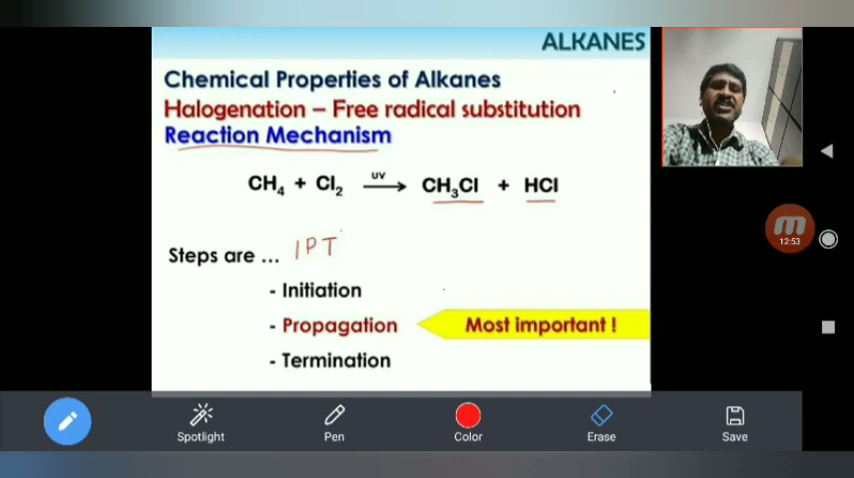 ALKANES
Chemical Properties of Alkanes
Halogenation – Free radical substitution
Reaction Mechanism
CH₄ + Cl₂ UV⟶ CH₃Cl + HCl
Steps are ... IPT
- Initiation
- Propagation
Most important !
- Termination
12:53
Spotlight
Pen
Color
Erase
Save